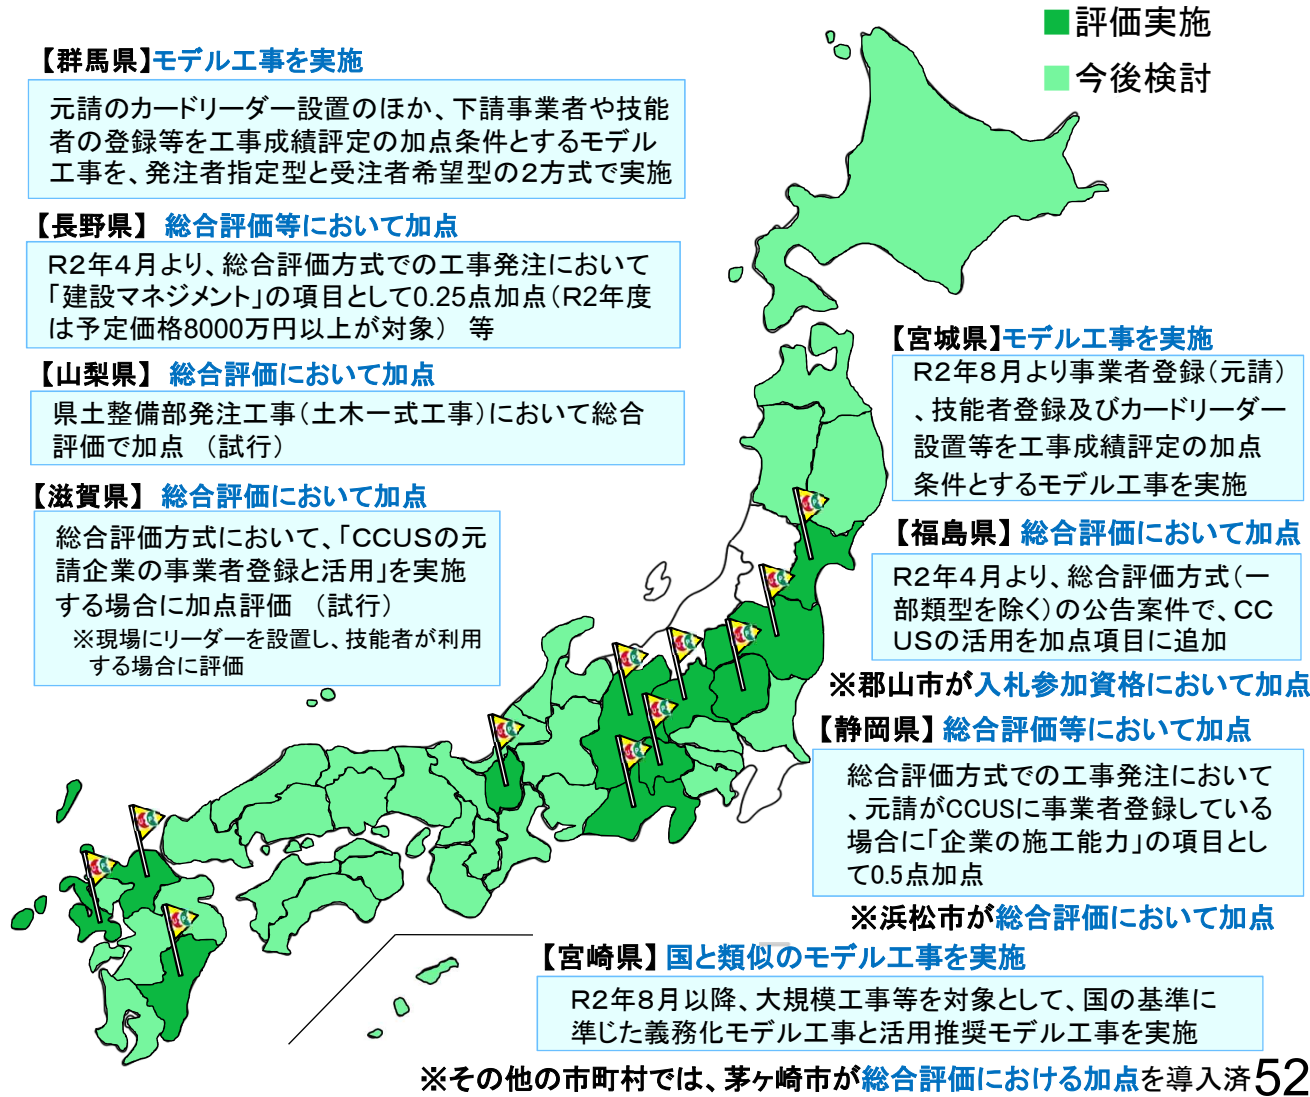 ■評価実施
■今後検討
【群馬県】モデル工事を実施
元請のカードリーダー設置のほか、下請事業者や技能
者の登録等を工事成績評定の加点条件とするモデル
工事を、発注者指定型と受注者希望型の２方式で実施
【長野県】 総合評価等において加点
R２年４月より、総合評価方式での工事発注において
「建設マネジメント」の項目として0.25点加点（R２年度
は予定価格8000万円以上が対象） 等
【山梨県】 総合評価において加点
県土整備部発注工事（土木一式工事）において総合
評価で加点 （試行）
【滋賀県】 総合評価において加点
総合評価方式において、「CCUSの元
請企業の事業者登録と活用」を実施
する場合に加点評価 （試行）
※現場にリーダーを設置し、技能者が利用
する場合に評価
【宮城県】モデル工事を実施
R２年８月より事業者登録（元請）
、技能者登録及びカードリーダー
設置等を工事成績評定の加点
条件とするモデル工事を実施
【福島県】 総合評価において加点
R２年４月より、総合評価方式（一
部類型を除く）の公告案件で、CC
USの活用を加点項目に追加
※郡山市が入札参加資格において加点
【静岡県】 総合評価等において加点
総合評価方式での工事発注において
、元請がCCUSに事業者登録している
場合に「企業の施工能力」の項目とし
て0.5点加点
※浜松市が総合評価において加点
【宮崎県】 国と類似のモデル工事を実施
R２年８月以降、大規模工事等を対象として、国の基準に
準じた義務化モデル工事と活用推奨モデル工事を実施
※その他の市町村では、茅ヶ崎市が総合評価における加点を導入済
52